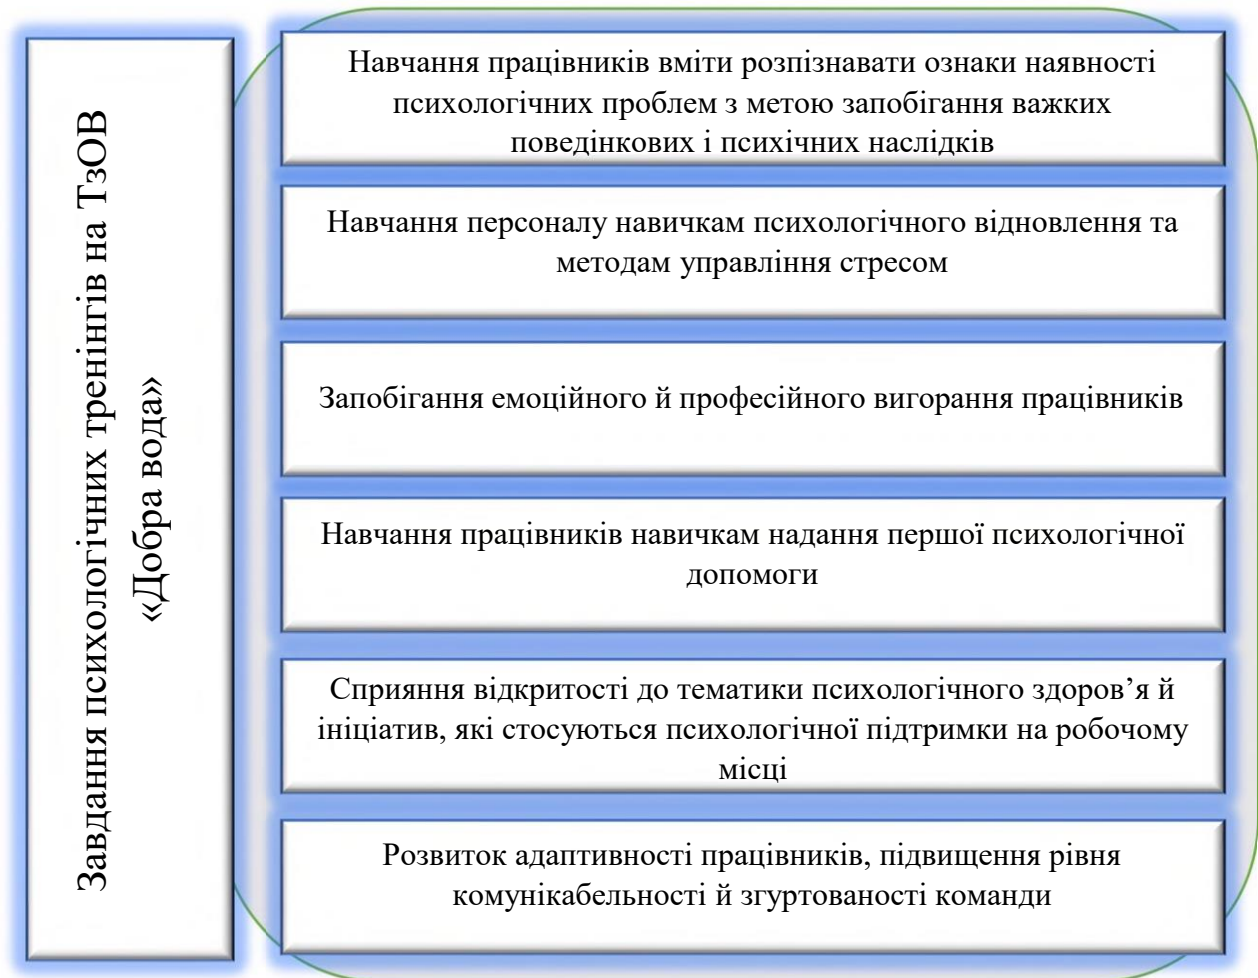 Завдання психологічних тренінгів на ТзОВ
«Добра вода»
Навчання працівників вміти розпізнавати ознаки наявності
психологічних проблем з метою запобігання важких
поведінкових і психічних наслідків
Навчання персоналу навичкам психологічного відновлення та
методам управління стресом
Запобігання емоційного й професійного вигорання працівників
Навчання працівників навичкам надання першої психологічної
допомоги
Сприяння відкритості до тематики психологічного здоров’я й
ініціатив, які стосуються психологічної підтримки на робочому
місці
Розвиток адаптивності працівників, підвищення рівня
комунікабельності й згуртованості команди